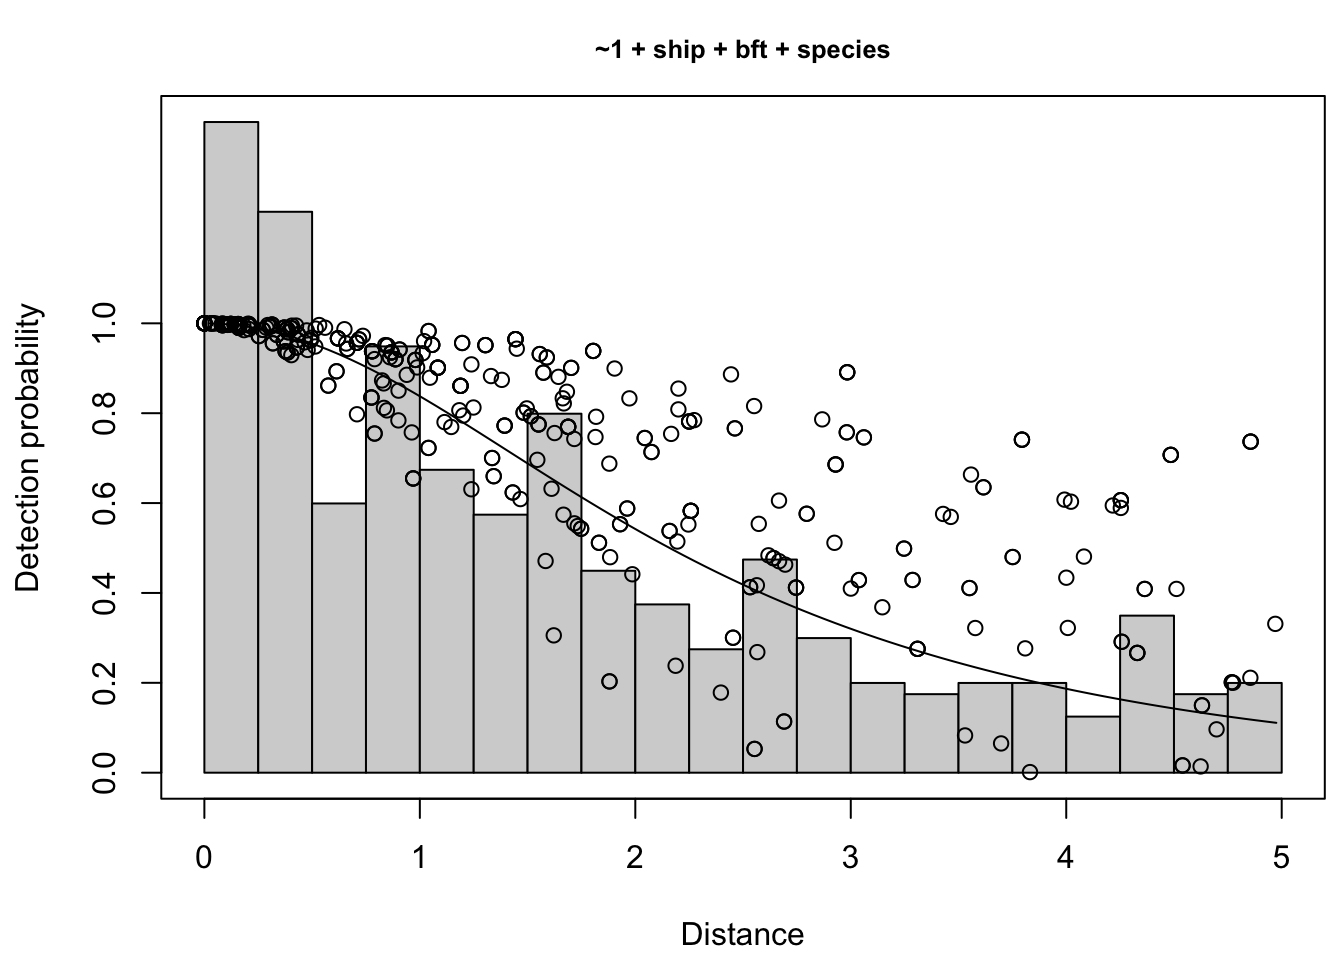 ~1 + ship + bft + species
Detection probability
1.0
0.8
0.6
0.4
0.2
0.0
0 1 2 3 4 5
Distance